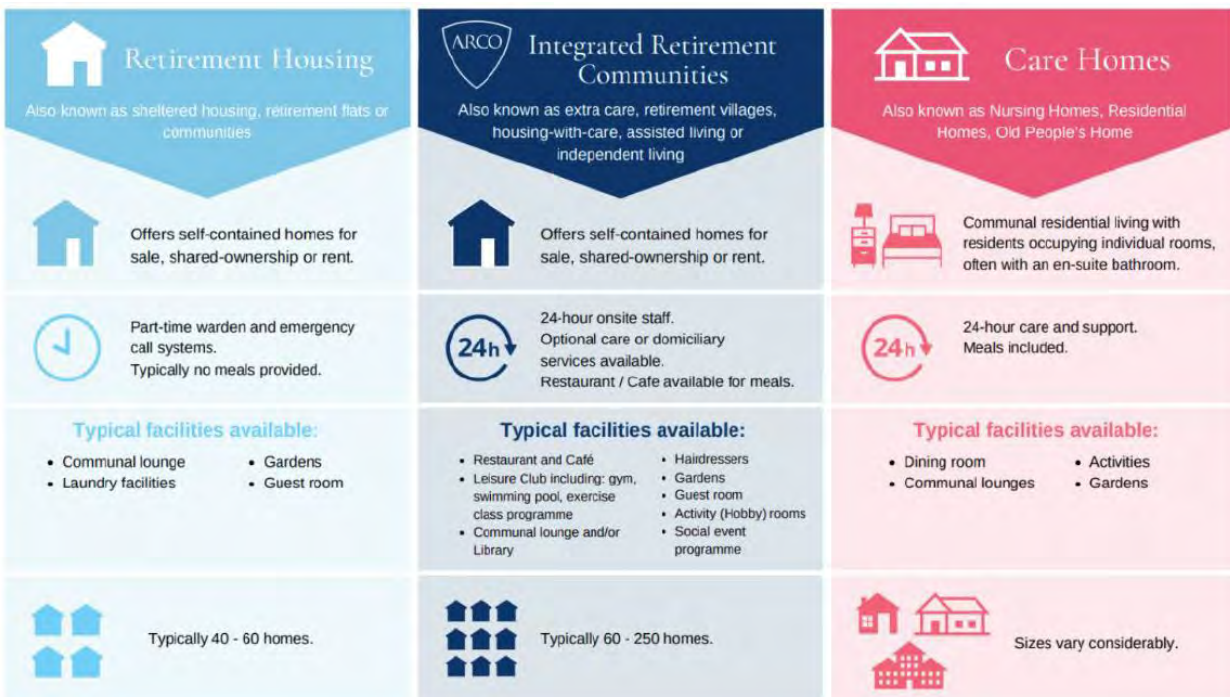 Retirement Housing
Also known as sheltered housing, retirement flats or
communities
Offers self-contained homes for
sale, shared-ownership or rent.
Part-time warden and emergency
call systems.
Typically no meals provided.
Typical facilities available:
• Communal lounge
• Laundry facilities
• Gardens
• Guest room
Typically 40 - 60 homes.
ARCO
Integrated Retirement
Communities
Also known as extra care, retirement villages,
housing-with-care, assisted living or
independent living
Offers self-contained homes for
sale, shared-ownership or rent.
24h
24-hour onsite staff.
Optional care or domiciliary
services available.
Restaurant / Cafe available for meals.
Typical facilities available:
• Restaurant and Café
• Leisure Club including: gym,
swimming pool, exercise
class programme
• Communal lounge and/or
Library
• Hairdressers
• Gardens
• Guest room
• Activity (Hobby) rooms
• Social event
programme
Typically 60 - 250 homes.
Care Homes
Also known as Nursing Homes, Residential
Homes, Old People's Home
Communal residential living with
residents occupying individual rooms,
often with an en-suite bathroom.
24h
24-hour care and support.
Meals included.
Typical facilities available:
• Dining room
• Communal lounges
• Activities
• Gardens
Sizes vary considerably.